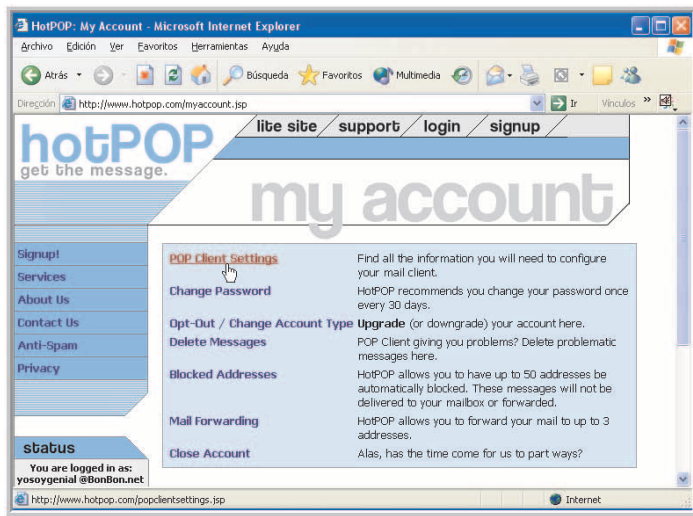 HotPOP: My Account - Microsoft Internet Explorer
Archivo Edición Ver Favoritos Herramientas Ayuda
Atrás Búsqueda Favoritos Multimedia
Dirección http://www.hotpop.com/myaccount.jsp Ir Vínculos »
hotPOP
get the message.
lite site support login signup
my account
Signup!
Services
About Us
Contact Us
Anti-Spam
Privacy
POP Client Settings Find all the information you will need to configure
your mail client.
Change Password HotPOP recommends you change your password once
every 30 days.
Opt-Out / Change Account Type Upgrade (or downgrade) your account here.
Delete Messages POP Client giving you problems? Delete problematic
messages here.
Blocked Addresses HotPOP allows you to have up to 50 addresses be
automatically blocked. These messages will not be
delivered to your mailbox or forwarded.
Mail Forwarding HotPOP allows you to forward your mail to up to 3
addresses.
Close Account Alas, has the time come for us to part ways?
status
You are logged in as:
yosoygenial @BonBon.net
http://www.hotpop.com/popclientsettings.jsp Internet